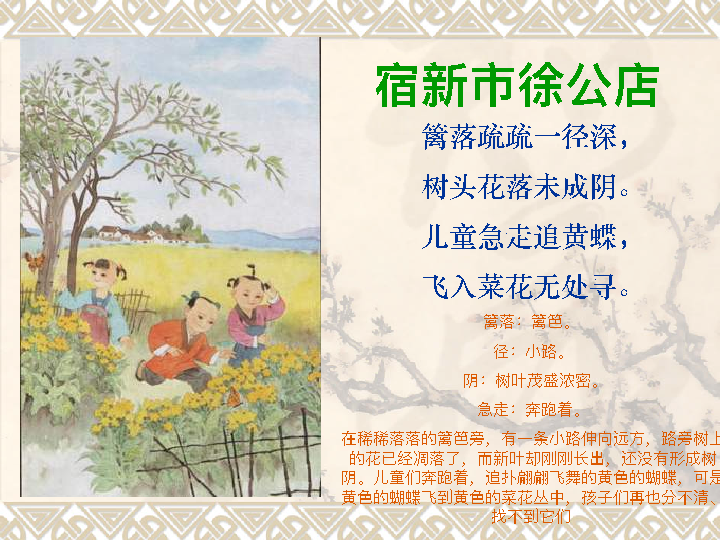 宿新市徐公店
篱落疏疏一径深，
树头花落未成阴。
儿童急走追黄蝶，
飞入菜花无处寻。
篱落：篱笆。
径：小路。
阴：树叶茂盛浓密。
急走：奔跑着。
在稀稀落落的篱笆旁，有一条小路伸向远方，路旁树上
的花已经凋落了，而新叶却刚刚长出，还没有形成树
阴。儿童们奔跑着，追扑翩翩飞舞的黄色的蝴蝶，可是
黄色的蝴蝶飞到黄色的菜花丛中，孩子们再也分不清、
找不到它们